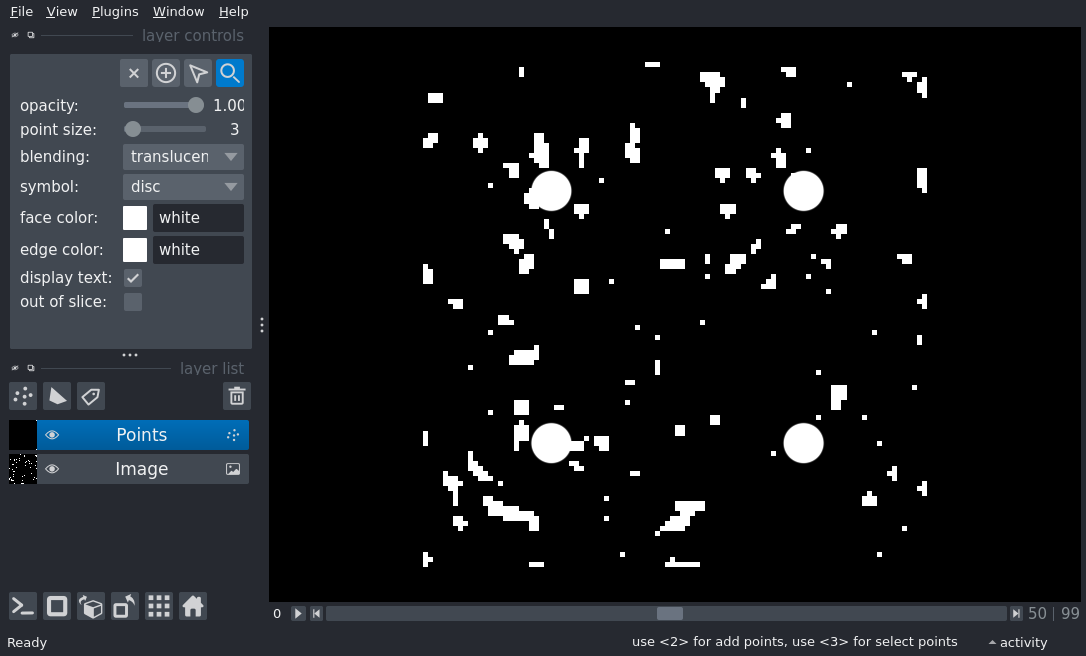 File View Plugins Window Help
layer controls
opacity: 1.00
point size: 3
blending: translucen
symbol: disc
face color: white
edge color: white
display text:
out of slice:
layer list
Points
Image
0 50 | 99
Ready use <2> for add points, use <3> for select points activity